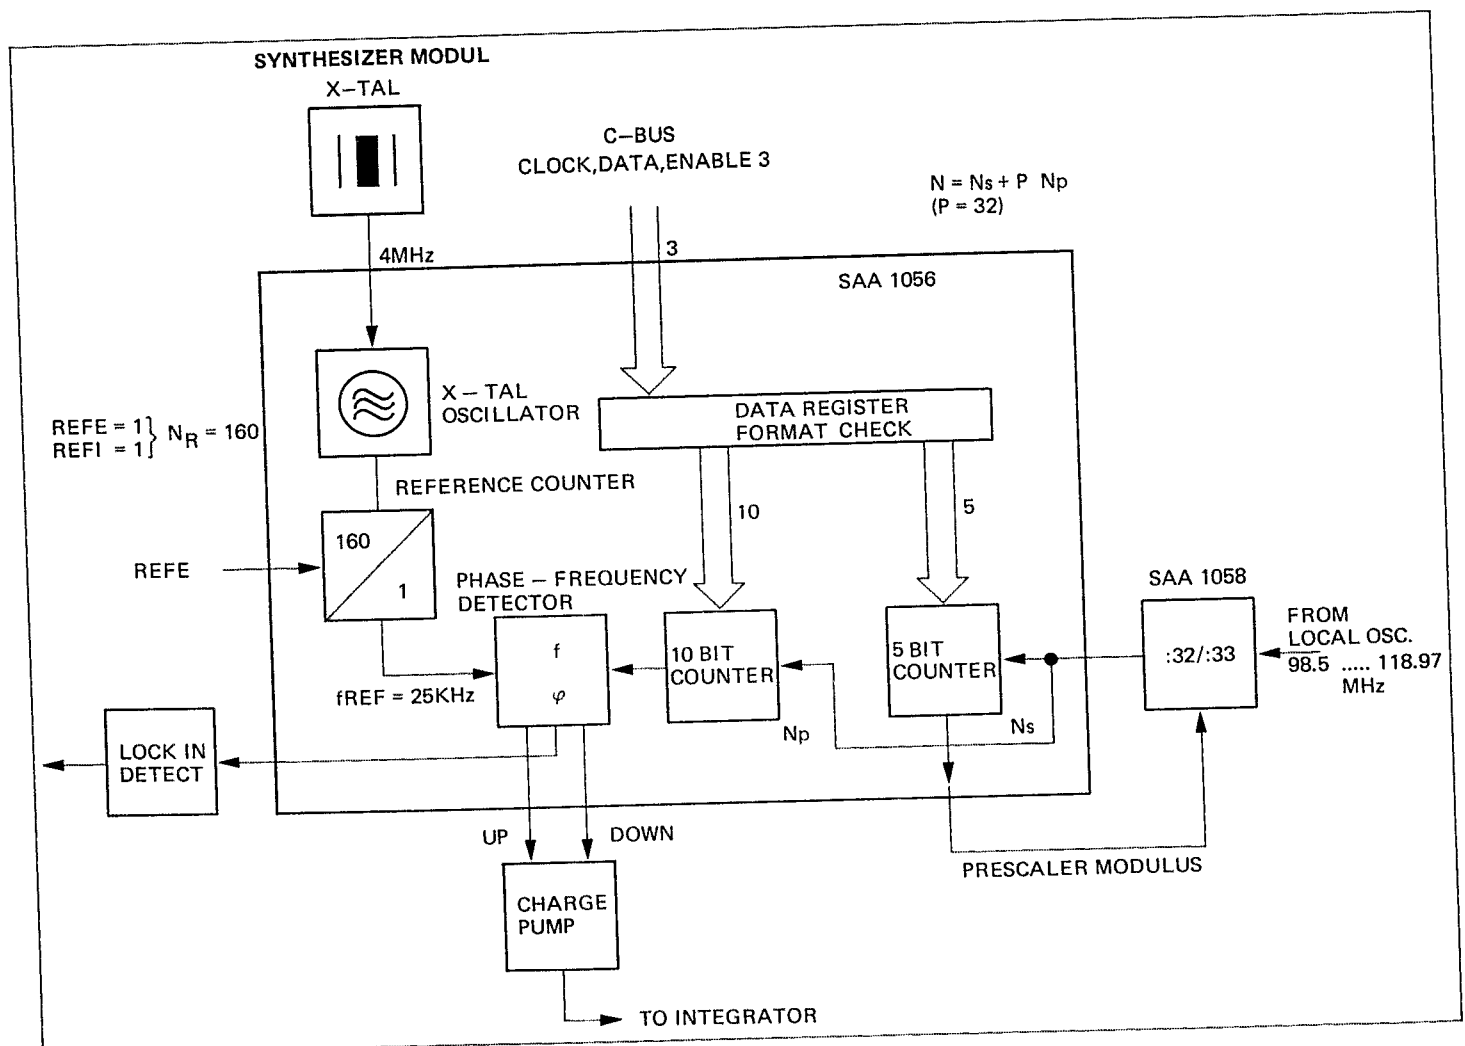 SYNTHESIZER MODUL
X-TAL
C-BUS
CLOCK,DATA,ENABLE 3
N = Ns + P Np
(P = 32)
4MHz
3
SAA 1056
X – TAL
OSCILLATOR
DATA REGISTER
FORMAT CHECK
REFE = 1
REFI = 1} NR = 160
REFERENCE COUNTER
10
5
160
1
REFE
PHASE – FREQUENCY
DETECTOR
SAA 1058
f
φ
10 BIT
COUNTER
5 BIT
COUNTER
:32/:33
FROM
LOCAL OSC.
98.5 ..... 118.97
MHz
fREF = 25KHz
Np
Ns
LOCK IN
DETECT
UP
DOWN
PRESCALER MODULUS
CHARGE
PUMP
TO INTEGRATOR